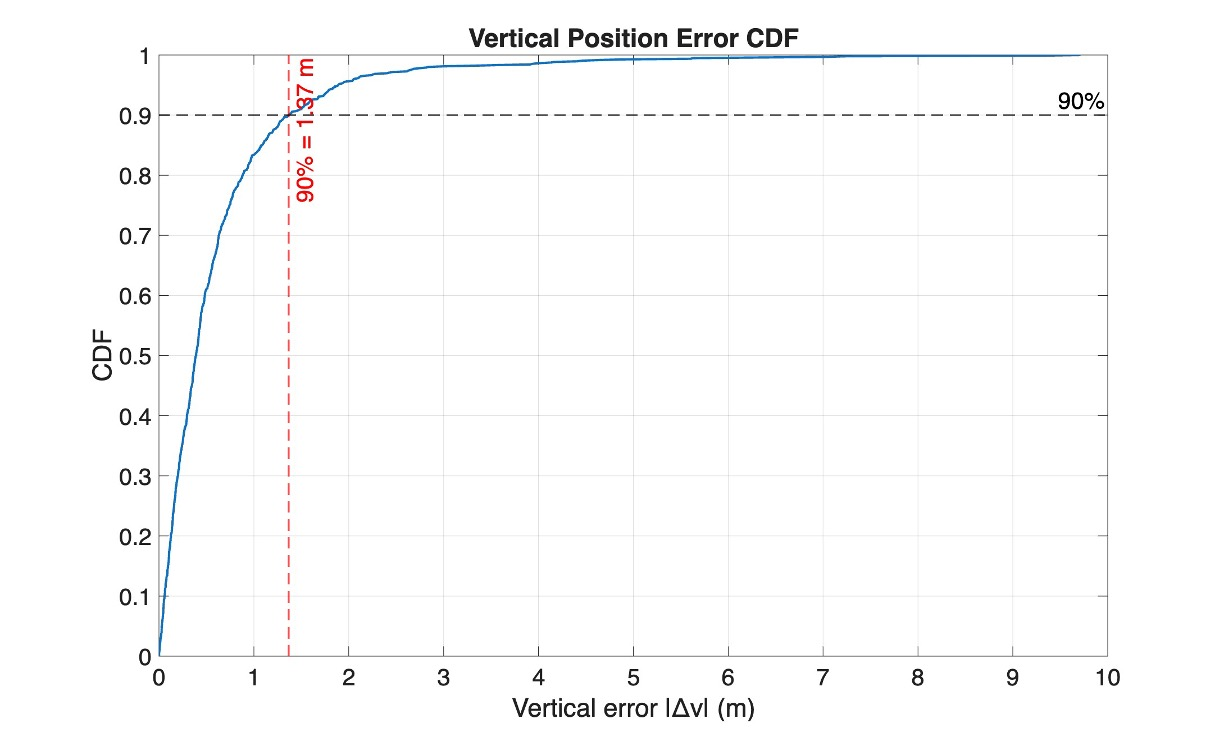 Vertical Position Error CDF
1
0.9
0.8
0.7
0.6
0.5
0.4
0.3
0.2
0.1
0
CDF
90% = 1.37 m
90%
0 1 2 3 4 5 6 7 8 9 10
Vertical error |Δv| (m)